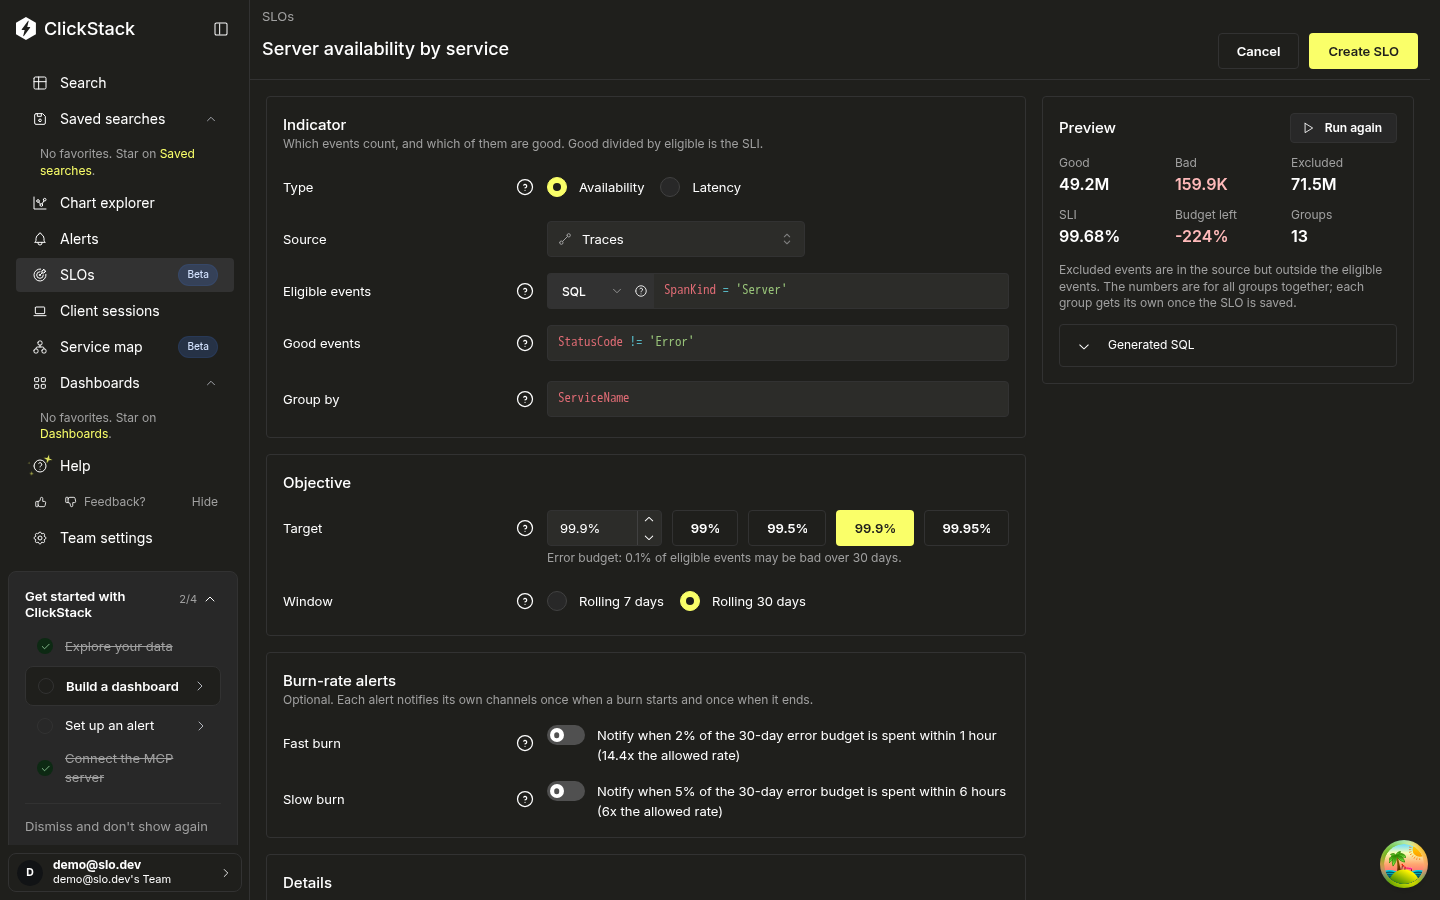 ClickStack
Search
Saved searches
No favorites. Star on Saved
searches.
Chart explorer
Alerts
SLOs
Beta
Client sessions
Service map
Beta
Dashboards
No favorites. Star on
Dashboards.
Help
Feedback?
Hide
Team settings
Get started with
ClickStack
2/4
Explore your data
Build a dashboard
Set up an alert
Connect the MCP
server
Dismiss and don't show again
D
demo@slo.dev
demo@slo.dev's Team
SLOs
Server availability by service
Cancel
Create SLO
Indicator
Which events count, and which of them are good. Good divided by eligible is the SLI.
Type
Availability
Latency
Source
Traces
Eligible events
SQL
SpanKind = 'Server'
Good events
StatusCode != 'Error'
Group by
ServiceName
Objective
Target
99.9%
99%
99.5%
99.9%
99.95%
Error budget: 0.1% of eligible events may be bad over 30 days.
Window
Rolling 7 days
Rolling 30 days
Burn-rate alerts
Optional. Each alert notifies its own channels once when a burn starts and once when it ends.
Fast burn
Notify when 2% of the 30-day error budget is spent within 1 hour
(14.4x the allowed rate)
Slow burn
Notify when 5% of the 30-day error budget is spent within 6 hours
(6x the allowed rate)
Details
Preview
Run again
Good
Bad
Excluded
49.2M
159.9K
71.5M
SLI
Budget left
Groups
99.68%
-224%
13
Excluded events are in the source but outside the eligible
events. The numbers are for all groups together; each
group gets its own once the SLO is saved.
Generated SQL